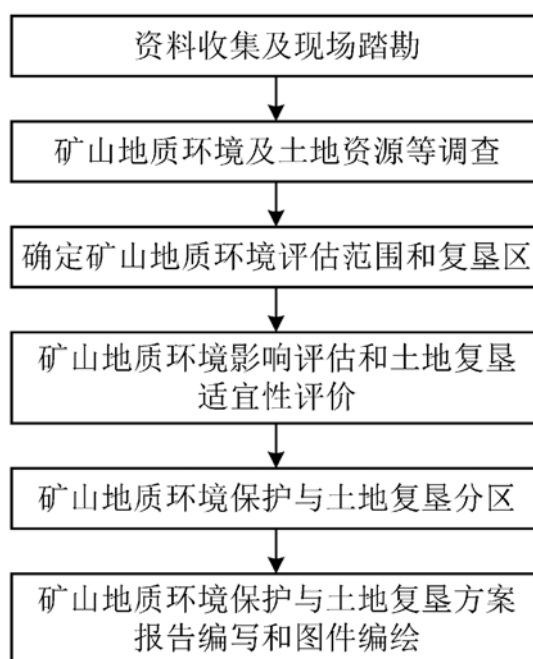 资料收集及现场踏勘
矿山地质环境及土地资源等调查
确定矿山地质环境评估范围和复垦区
矿山地质环境影响评估和土地复垦
适宜性评价
矿山地质环境保护与土地复垦分区
矿山地质环境保护与土地复垦方案
报告编写和图件编绘